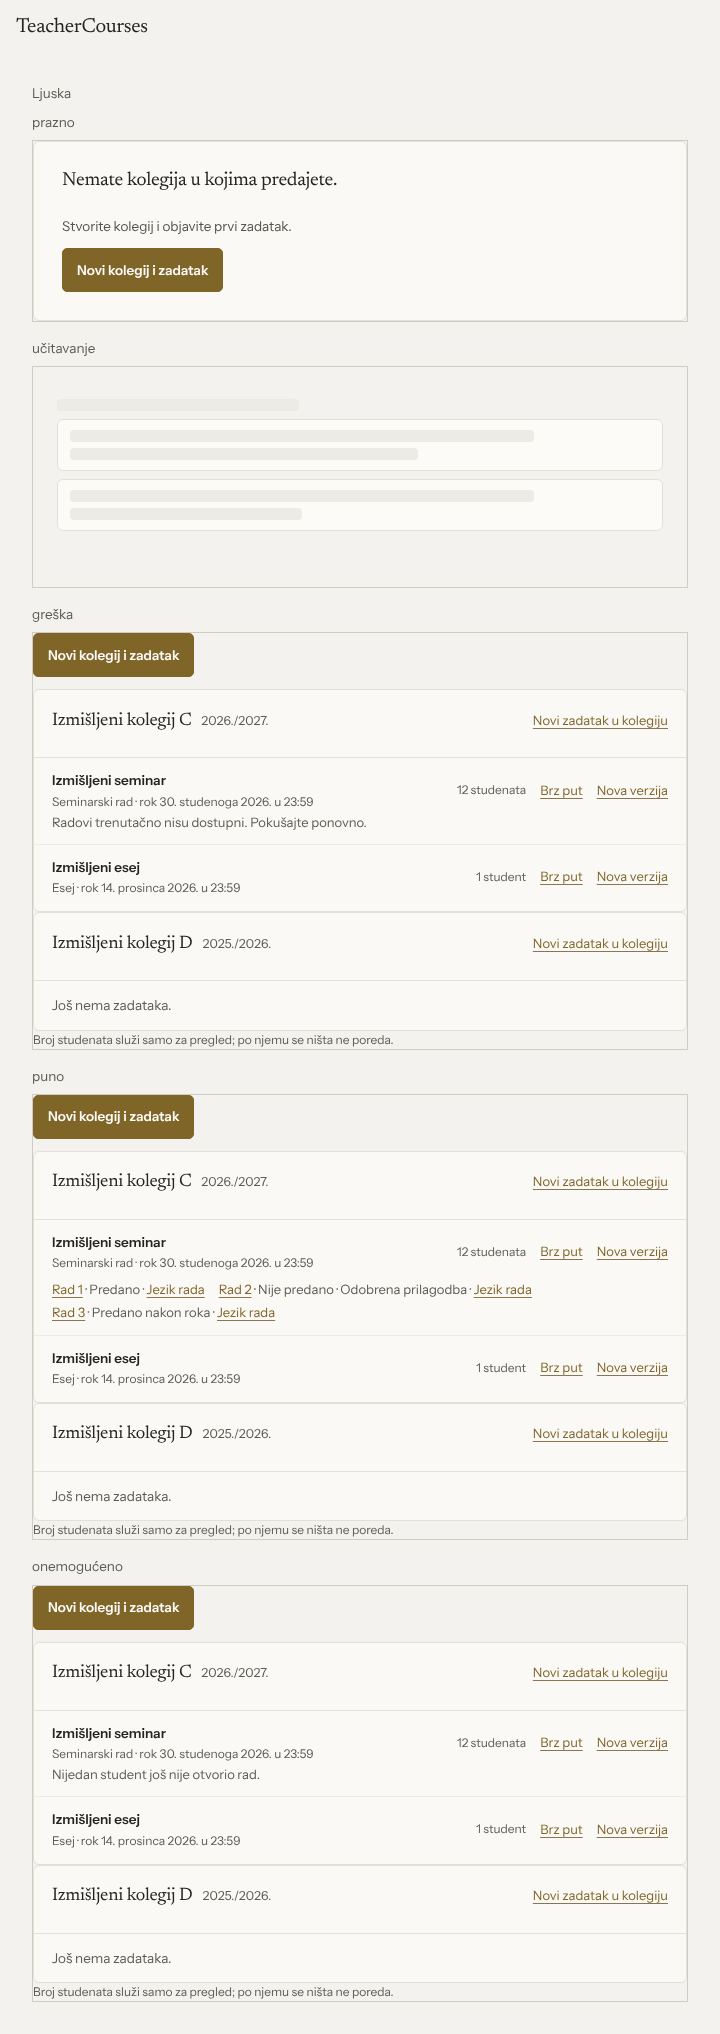 TeacherCourses
Ljuska
prazno
Nemate kolegija u kojima predajete.
Stvorite kolegij i objavite prvi zadatak.
Novi kolegij i zadatak
učitavanje
greška
Novi kolegij i zadatak
Izmišljeni kolegij C 2026./2027. Novi zadatak u kolegiju
Izmišljeni seminar
Seminarski rad · rok 30. studenoga 2026. u 23:59 12 studenata Brz put Nova verzija
Radovi trenutačno nisu dostupni. Pokušajte ponovno.
Izmišljeni esej
Esej · rok 14. prosinca 2026. u 23:59 1 student Brz put Nova verzija
Izmišljeni kolegij D 2025./2026. Novi zadatak u kolegiju
Još nema zadataka.
Broj studenata služi samo za pregled; po njemu se ništa ne poreda.
puno
Novi kolegij i zadatak
Izmišljeni kolegij C 2026./2027. Novi zadatak u kolegiju
Izmišljeni seminar
Seminarski rad · rok 30. studenoga 2026. u 23:59 12 studenata Brz put Nova verzija
Rad 1 · Predano · Jezik rada Rad 2 · Nije predano · Odobrena prilagodba · Jezik rada
Rad 3 · Predano nakon roka · Jezik rada
Izmišljeni esej
Esej · rok 14. prosinca 2026. u 23:59 1 student Brz put Nova verzija
Izmišljeni kolegij D 2025./2026. Novi zadatak u kolegiju
Još nema zadataka.
Broj studenata služi samo za pregled; po njemu se ništa ne poreda.
onemogućeno
Novi kolegij i zadatak
Izmišljeni kolegij C 2026./2027. Novi zadatak u kolegiju
Izmišljeni seminar
Seminarski rad · rok 30. studenoga 2026. u 23:59 12 studenata Brz put Nova verzija
Nijedan student još nije otvorio rad.
Izmišljeni esej
Esej · rok 14. prosinca 2026. u 23:59 1 student Brz put Nova verzija
Izmišljeni kolegij D 2025./2026. Novi zadatak u kolegiju
Još nema zadataka.
Broj studenata služi samo za pregled; po njemu se ništa ne poreda.